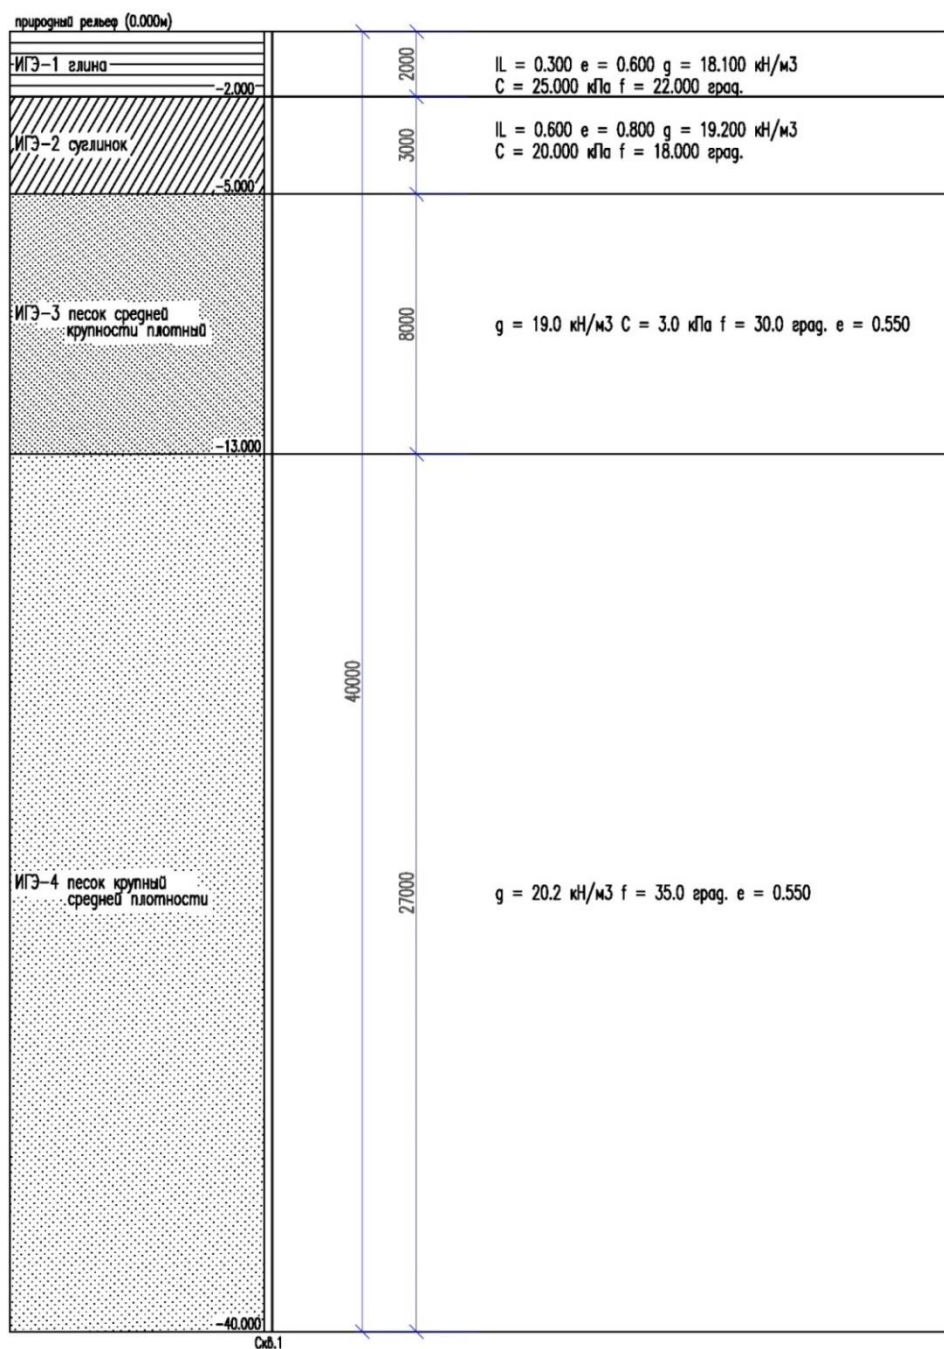 природный рельеф (0.000м)
ИГЭ-1 глина
-2.000
2000
IL = 0.300 e = 0.600 g = 18.100 кН/м3
C = 25.000 кПа f = 22.000 град.
ИГЭ-2 суглинок
-5.000
3000
IL = 0.600 e = 0.800 g = 19.200 кН/м3
C = 20.000 кПа f = 18.000 град.
ИГЭ-3 песок средней
крупности плотный
-13.000
8000
g = 19.0 кН/м3 C = 3.0 кПа f = 30.0 град. e = 0.550
40000
ИГЭ-4 песок крупный
средней плотности
27000
g = 20.2 кН/м3 f = 35.0 град. e = 0.550
-40.000
Скв.1